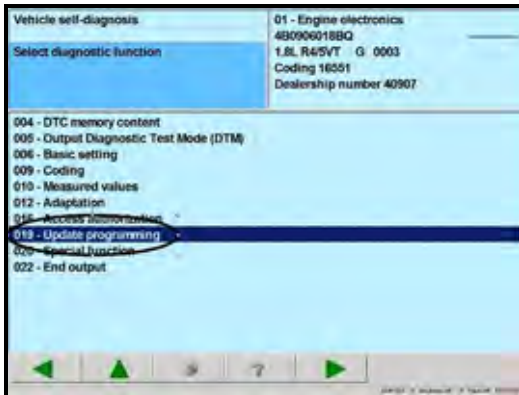 Vehicle self-diagnosis
Select diagnostic function
01 - Engine electronics
4B0906018BQ
1.8L R4/5VT G 0003
Coding 16551
Dealership number 40907
004 - DTC memory content
005 - Output Diagnostic Test Mode (DTM)
006 - Basic setting
009 - Coding
010 - Measured values
012 - Adaptation
016 - Access authorization
019 - Update programming
020 - Special function
022 - End output
?